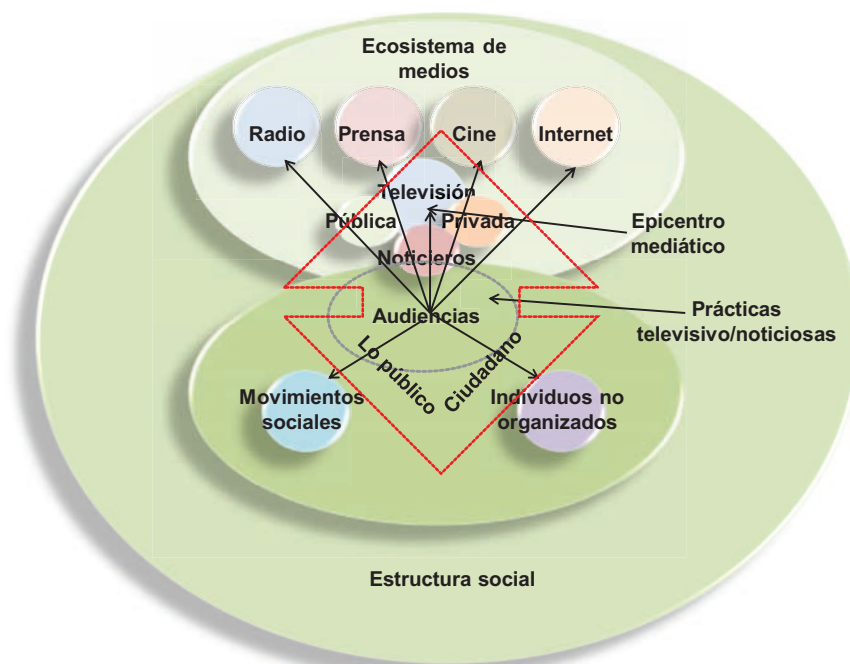 Ecosistema de
medios
Radio
Prensa
Cine
Internet
Televisión
Pública
Privada
Noticieros
Epicentro
mediático
Audiencias
Prácticas
televisivo/noticiosas
Lo público
Ciudadano
Movimientos
sociales
Individuos no
organizados
Estructura social